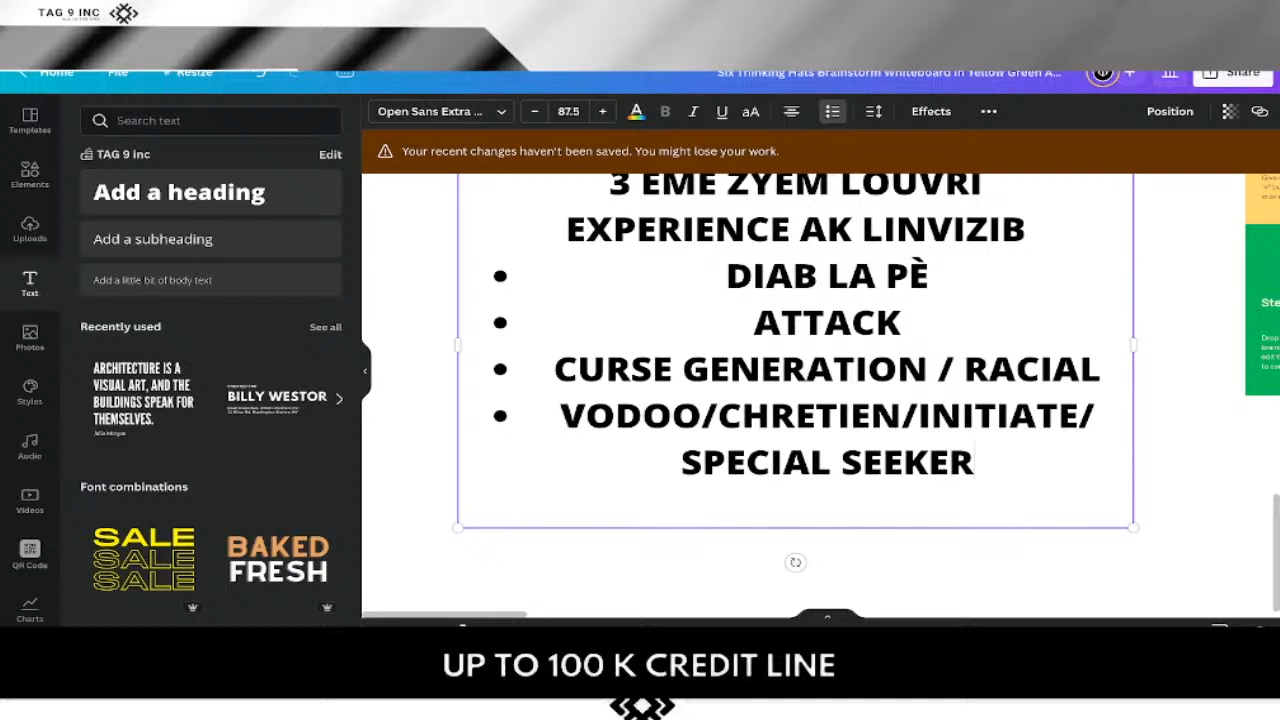 TAG 9 INC
Home File Resize
Six Thinking Hats Brainstorm Whiteboard in Yellow Green A...
Share
Templates
Elements
Uploads
Text
Photos
Styles
Audio
Videos
QR Code
Charts
Search text
TAG 9 inc Edit
Add a heading
Add a subheading
Add a little bit of body text
Recently used See all
ARCHITECTURE IS A
VISUAL ART, AND THE
BUILDINGS SPEAK FOR
THEMSELVES.
Julia Morgan
BILLY WESTOR
Font combinations
SALE
SALE
SALE
BAKED
FRESH
Open Sans Extra ... – 87.5 + A B I U aA Effects ••• Position
Your recent changes haven't been saved. You might lose your work.
3 EME ZYEM LOUVRI
EXPERIENCE AK LINVIZIB
• DIAB LA PÈ
• ATTACK
• CURSE GENERATION / RACIAL
• VODOO/CHRETIEN/INITIATE/
SPECIAL SEEKER
UP TO 100 K CREDIT LINE